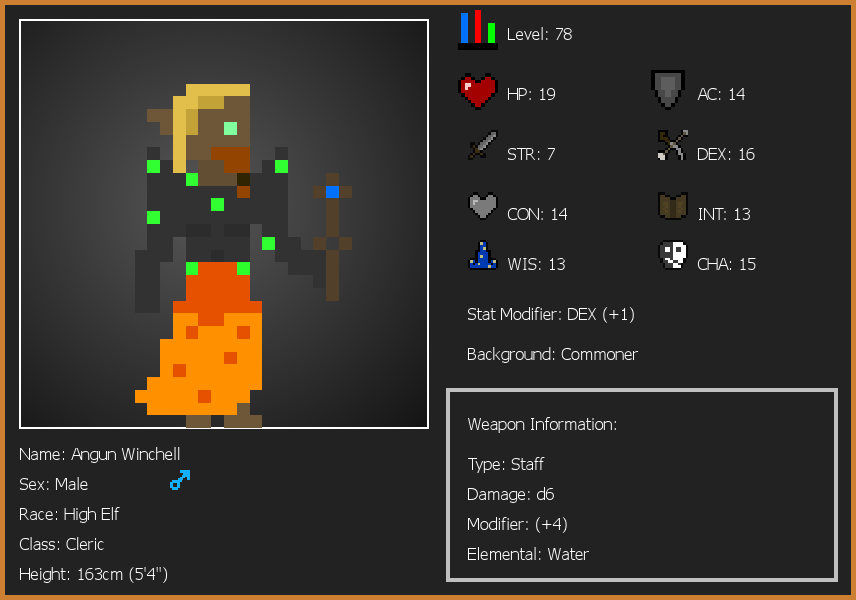 Level: 78
HP: 19
AC: 14
STR: 7
DEX: 16
CON: 14
INT: 13
WIS: 13
CHA: 15
Stat Modifier: DEX (+1)
Background: Commoner
Weapon Information:
Type: Staff
Damage: d6
Modifier: (+4)
Elemental: Water
Name: Angun Winchell
Sex: Male
Race: High Elf
Class: Cleric
Height: 163cm (5'4")